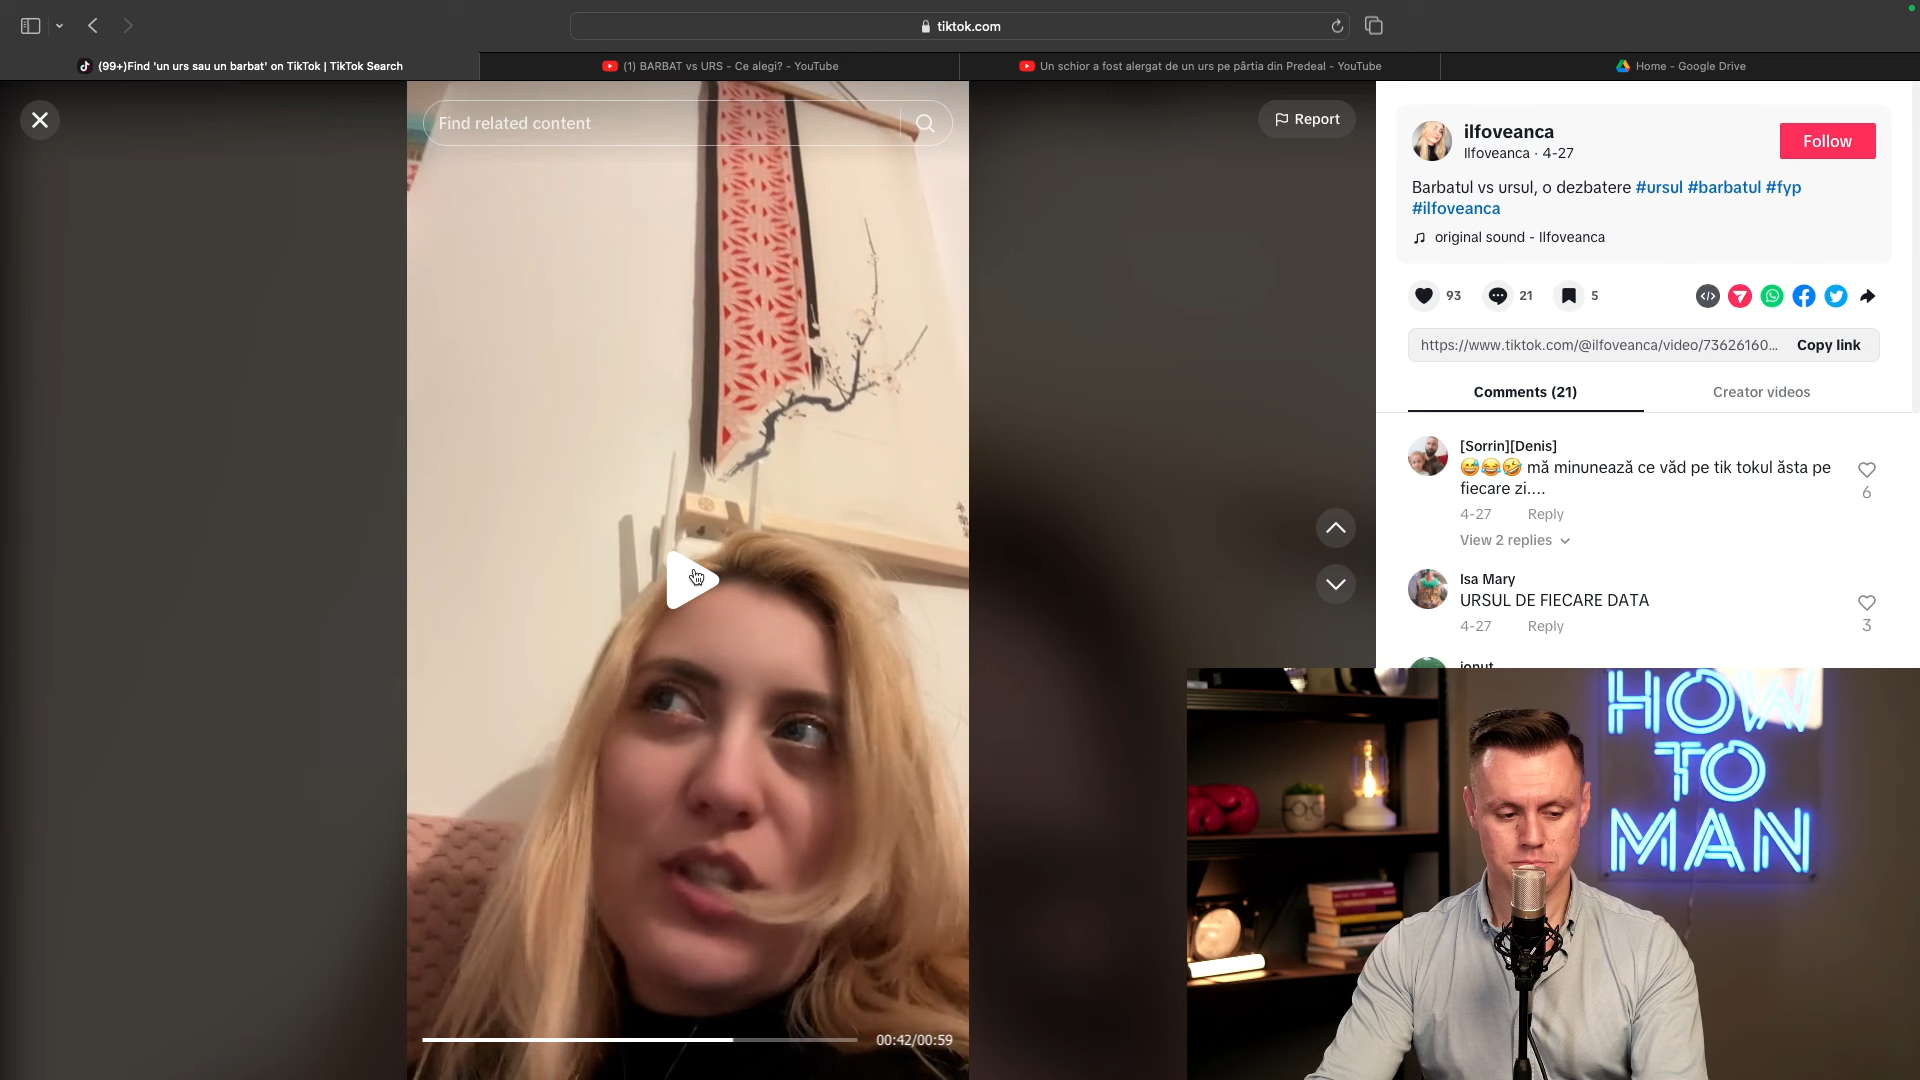 tiktok.com
(99+)Find 'un urs sau un barbat' on TikTok | TikTok Search
(1) BARBAT vs URS - Ce alegi? - YouTube
Un schior a fost alergat de un urs pe pârtia din Predeal - YouTube
Home - Google Drive
Find related content
Report
ilfoveanca
Ilfoveanca · 4-27
Follow
Barbatul vs ursul, o dezbatere #ursul #barbatul #fyp
#ilfoveanca
original sound - Ilfoveanca
93
21
5
https://www.tiktok.com/@ilfoveanca/video/73626160...
Copy link
Comments (21)
Creator videos
[Sorrin][Denis]
😅😂🤣 mă minunează ce văd pe tik tokul ăsta pe
fiecare zi....
6
4-27 Reply
View 2 replies
Isa Mary
URSUL DE FIECARE DATA
3
4-27 Reply
HOW
TO
MAN
00:42/00:59